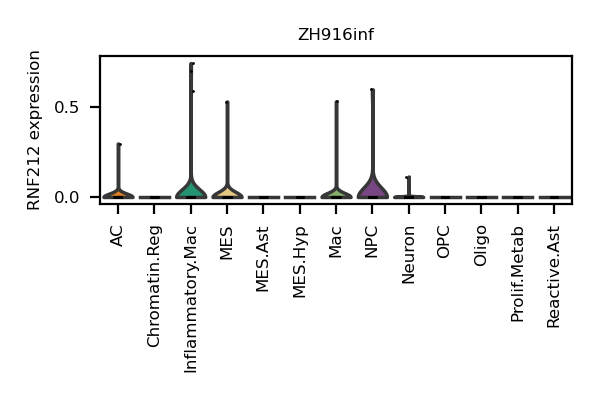 ZH916inf
RNF212 expression
0.5
0.0
AC
Chromatin.Reg
Inflammatory.Mac
MES
MES.Ast
MES.Hyp
Mac
NPC
Neuron
OPC
Oligo
Prolif.Metab
Reactive.Ast